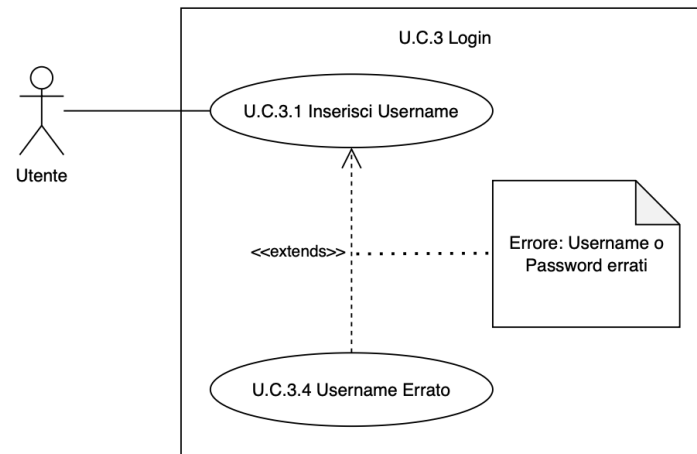 U.C.3 Login
U.C.3.1 Inserisci Username
Utente
<<extends>>
Errore: Username o
Password errati
U.C.3.4 Username Errato